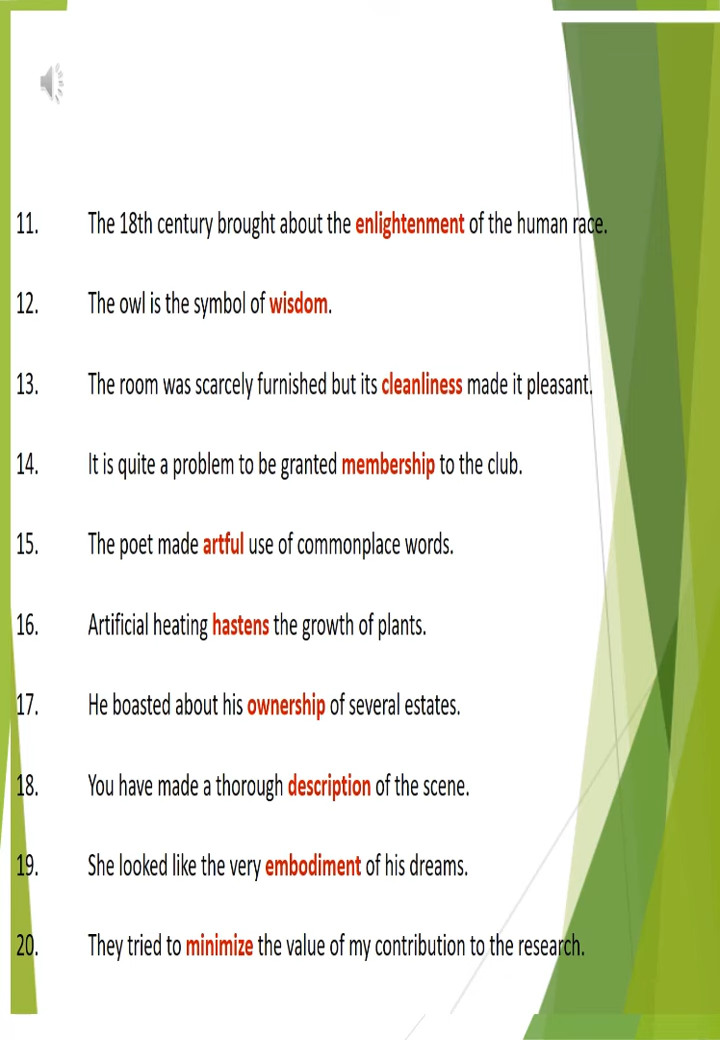 11. The 18th century brought about the enlightenment of the human race.
12. The owl is the symbol of wisdom.
13. The room was scarcely furnished but its cleanliness made it pleasant.
14. It is quite a problem to be granted membership to the club.
15. The poet made artful use of commonplace words.
16. Artificial heating hastens the growth of plants.
17. He boasted about his ownership of several estates.
18. You have made a thorough description of the scene.
19. She looked like the very embodiment of his dreams.
20. They tried to minimize the value of my contribution to the research.